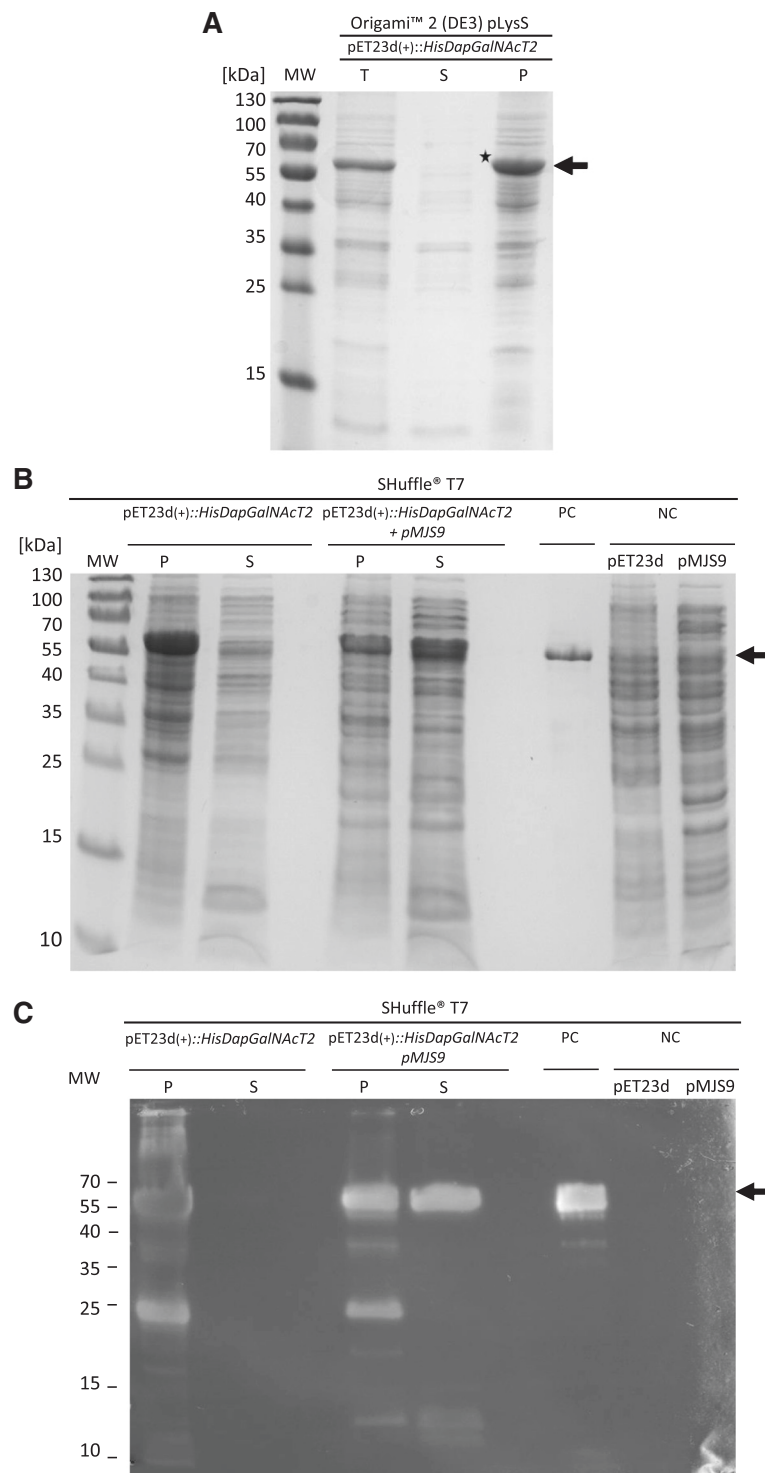 A
Origami™ 2 (DE3) pLysS
pET23d(+)::HisDapGalNAcT2
[kDa] MW T S P
130
100
70
55
40
35
25
15
B
SHuffle® T7
pET23d(+)::HisDapGalNAcT2 pET23d(+)::HisDapGalNAcT2 PC NC
+ pMJS9
[kDa]
MW P S P S pET23d pMJS9
130
100
70
55
40
35
25
15
10
C
SHuffle® T7
pET23d(+)::HisDapGalNAcT2 pET23d(+)::HisDapGalNAcT2 PC NC
pMJS9
MW
P S P S pET23d pMJS9
70
55
40
35
25
15
10